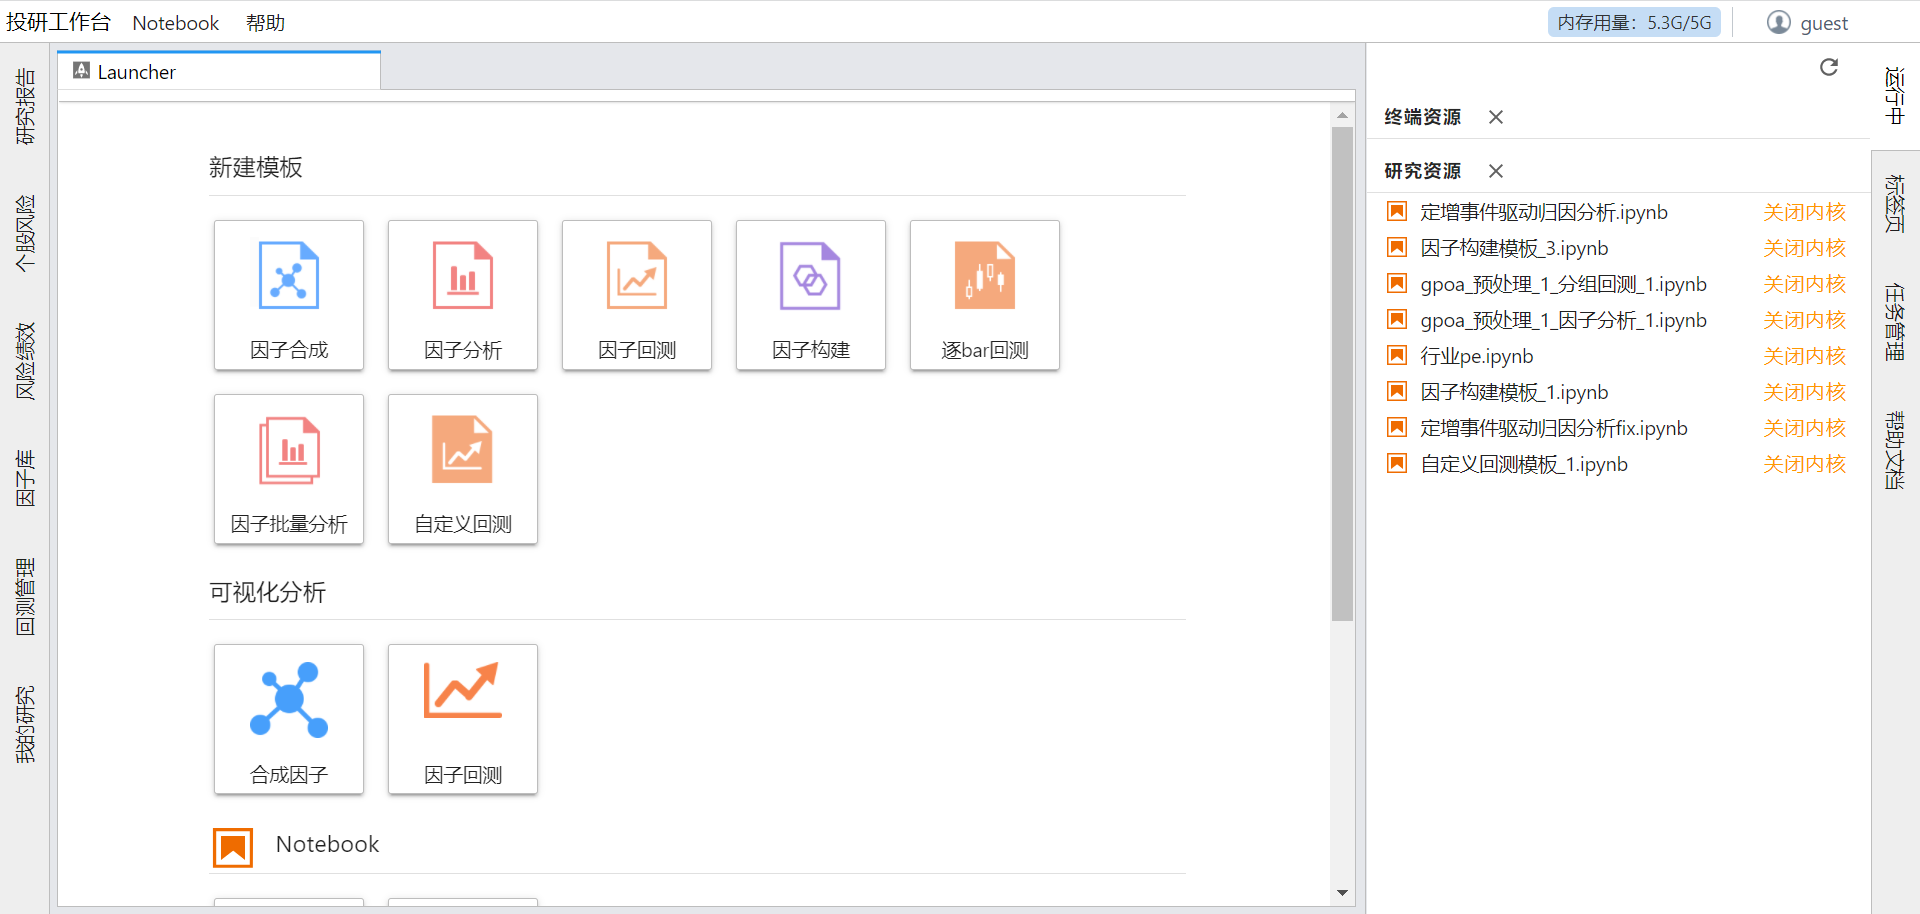 投研工作台 Notebook 帮助 内存用量：5.3G/5G guest
研究报告
个股风险
风险绩效
因子库
回测管理
我的研究
Launcher
新建模板
因子合成 因子分析 因子回测 因子构建 逐bar回测
因子批量分析 自定义回测
可视化分析
合成因子 因子回测
Notebook
终端资源
研究资源
定增事件驱动归因分析.ipynb 关闭内核
因子构建模板_3.ipynb 关闭内核
gpoa_预处理_1_分组回测_1.ipynb 关闭内核
gpoa_预处理_1_因子分析_1.ipynb 关闭内核
行业pe.ipynb 关闭内核
因子构建模板_1.ipynb 关闭内核
定增事件驱动归因分析fix.ipynb 关闭内核
自定义回测模板_1.ipynb 关闭内核
运行中
标签页
任务管理
帮助文档